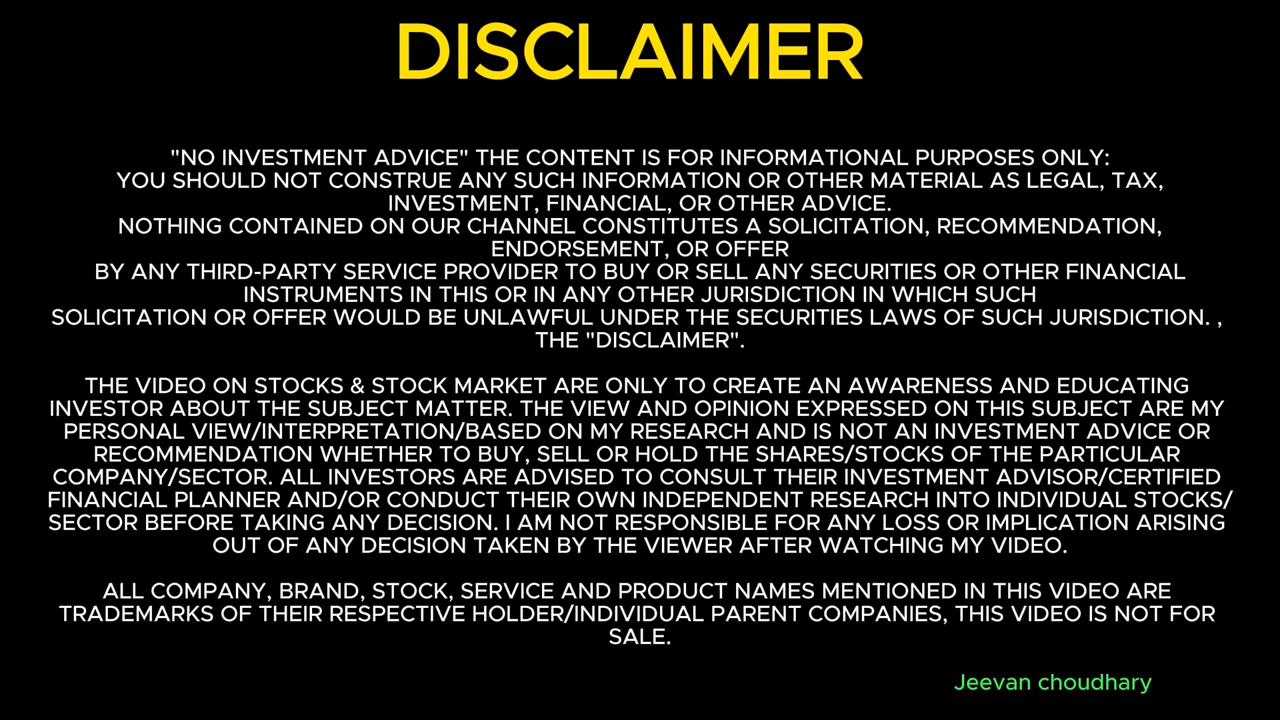 DISCLAIMER
"NO INVESTMENT ADVICE" THE CONTENT IS FOR INFORMATIONAL PURPOSES ONLY:
YOU SHOULD NOT CONSTRUE ANY SUCH INFORMATION OR OTHER MATERIAL AS LEGAL, TAX,
INVESTMENT, FINANCIAL, OR OTHER ADVICE.
NOTHING CONTAINED ON OUR CHANNEL CONSTITUTES A SOLICITATION, RECOMMENDATION,
ENDORSEMENT, OR OFFER
BY ANY THIRD-PARTY SERVICE PROVIDER TO BUY OR SELL ANY SECURITIES OR OTHER FINANCIAL
INSTRUMENTS IN THIS OR IN ANY OTHER JURISDICTION IN WHICH SUCH
SOLICITATION OR OFFER WOULD BE UNLAWFUL UNDER THE SECURITIES LAWS OF SUCH JURISDICTION. ,
THE "DISCLAIMER".
THE VIDEO ON STOCKS & STOCK MARKET ARE ONLY TO CREATE AN AWARENESS AND EDUCATING
INVESTOR ABOUT THE SUBJECT MATTER. THE VIEW AND OPINION EXPRESSED ON THIS SUBJECT ARE MY
PERSONAL VIEW/INTERPRETATION/BASED ON MY RESEARCH AND IS NOT AN INVESTMENT ADVICE OR
RECOMMENDATION WHETHER TO BUY, SELL OR HOLD THE SHARES/STOCKS OF THE PARTICULAR
COMPANY/SECTOR. ALL INVESTORS ARE ADVISED TO CONSULT THEIR INVESTMENT ADVISOR/CERTIFIED
FINANCIAL PLANNER AND/OR CONDUCT THEIR OWN INDEPENDENT RESEARCH INTO INDIVIDUAL STOCKS/
SECTOR BEFORE TAKING ANY DECISION. I AM NOT RESPONSIBLE FOR ANY LOSS OR IMPLICATION ARISING
OUT OF ANY DECISION TAKEN BY THE VIEWER AFTER WATCHING MY VIDEO.
ALL COMPANY, BRAND, STOCK, SERVICE AND PRODUCT NAMES MENTIONED IN THIS VIDEO ARE
TRADEMARKS OF THEIR RESPECTIVE HOLDER/INDIVIDUAL PARENT COMPANIES, THIS VIDEO IS NOT FOR
SALE.
Jeevan choudhary